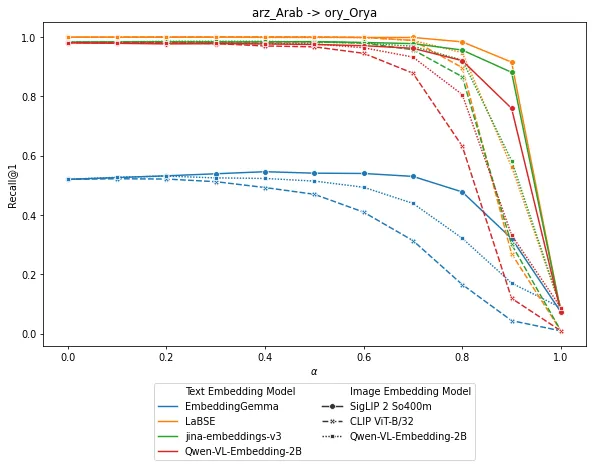 arz_Arab -> ory_Orya
Recall@1
1.0
0.8
0.6
0.4
0.2
0.0
0.0 0.2 0.4 0.6 0.8 1.0
α
Text Embedding Model
EmbeddingGemma
LaBSE
jina-embeddings-v3
Qwen-VL-Embedding-2B
Image Embedding Model
SigLIP 2 So400m
CLIP ViT-B/32
Qwen-VL-Embedding-2B